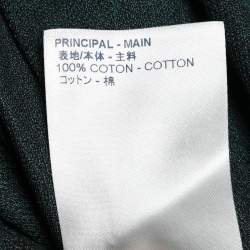 PRINCIPAL - MAIN
表地/本体 - 主料
100% COTON - COTTON
コットン - 棉